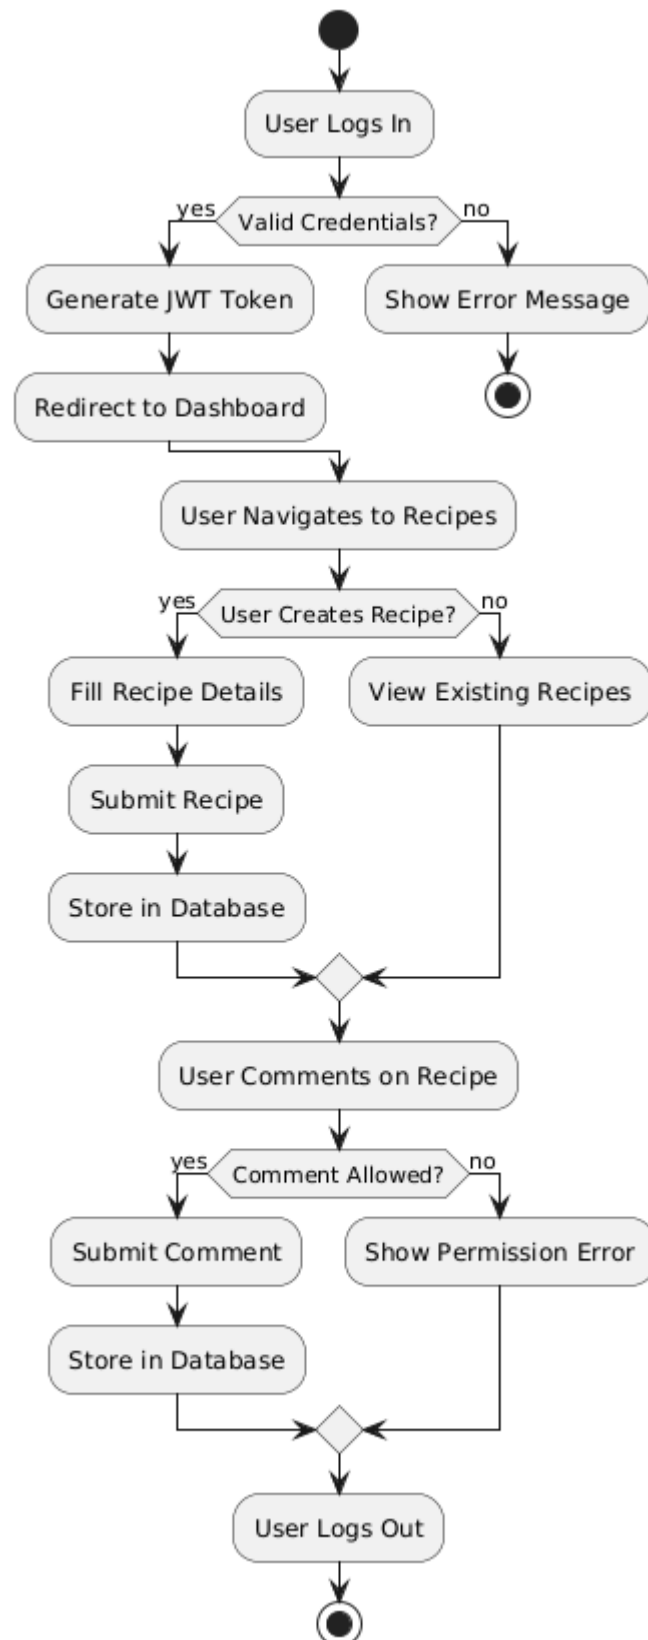 User Logs In
yes
Valid Credentials?
no
Generate JWT Token
Show Error Message
Redirect to Dashboard
User Navigates to Recipes
yes
User Creates Recipe?
no
Fill Recipe Details
View Existing Recipes
Submit Recipe
Store in Database
User Comments on Recipe
yes
Comment Allowed?
no
Submit Comment
Show Permission Error
Store in Database
User Logs Out